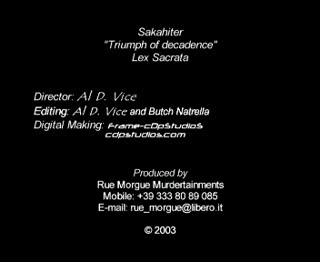 Sakahiter
"Triumph of decadence"
Lex Sacrata
Director: Al D. Vice
Editing: Al D. Vice and Butch Natrella
Digital Making: Frame-cDpStudioS
cdpstudios.com
Produced by
Rue Morgue Murdertainments
Mobile: +39 333 80 89 085
E-mail: rue_morgue@libero.it
© 2003